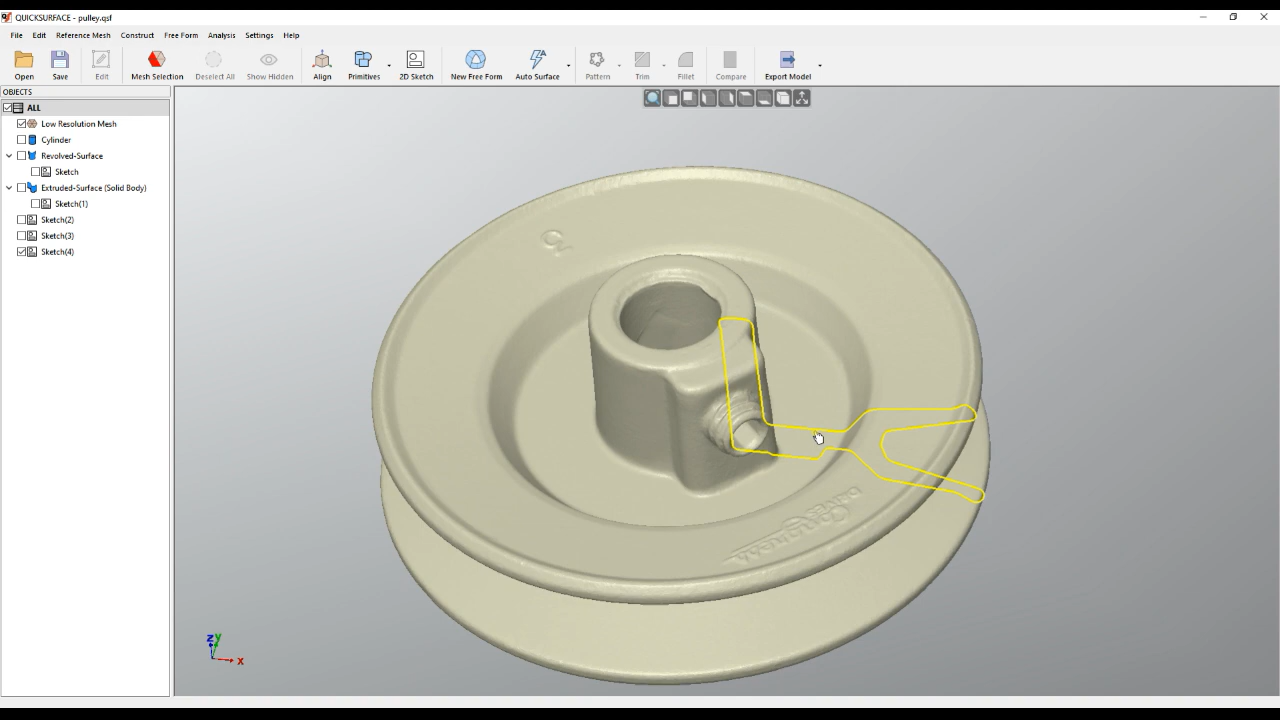 QUICKSURFACE - pulley.qsf
File Edit Reference Mesh Construct Free Form Analysis Settings Help
Open Save Edit Mesh Selection Deselect All Show Hidden Align Primitives 2D Sketch New Free Form Auto Surface Pattern Trim Fillet Compare Export Model
OBJECTS
ALL
Low Resolution Mesh
Cylinder
Revolved-Surface
Sketch
Extruded-Surface (Solid Body)
Sketch(1)
Sketch(2)
Sketch(3)
Sketch(4)
z y
x